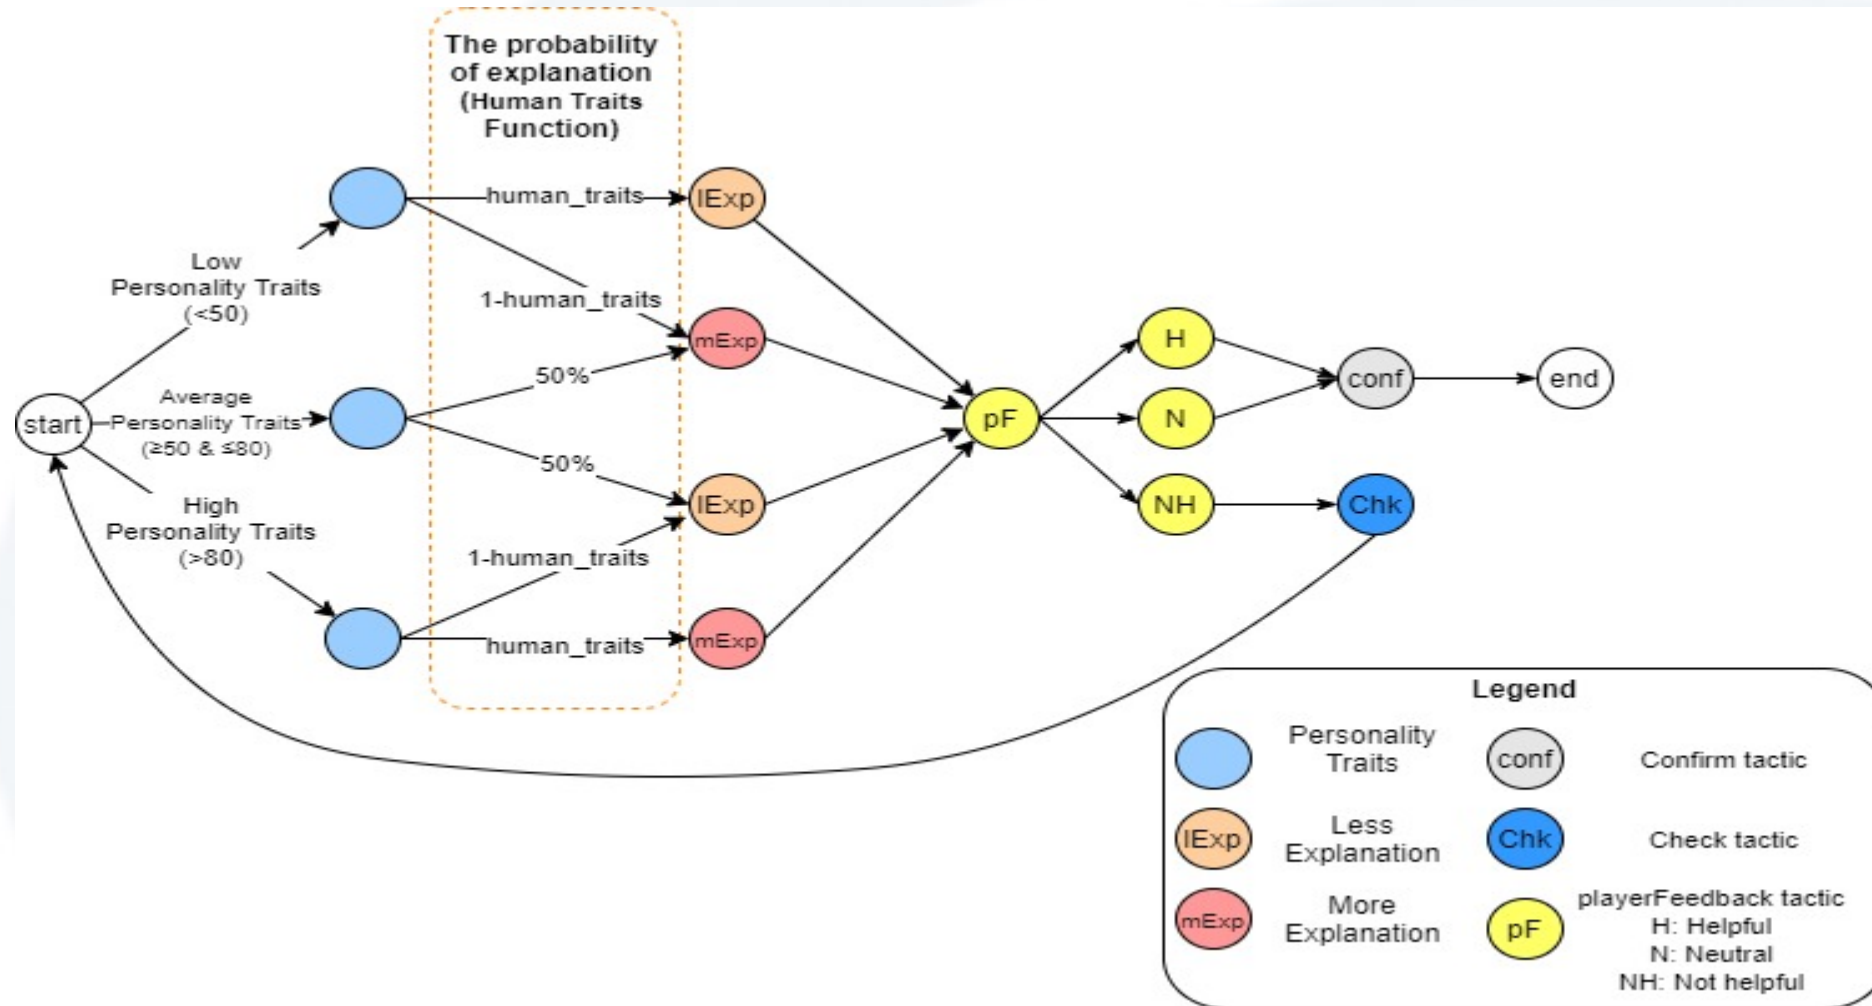 The probability
of explanation
(Human Traits
Function)
human_traits
lExp
Low
Personality Traits
(<50)
1-human_traits
mExp
50%
start
Average
Personality Traits
(≥50 & ≤80)
50%
lExp
High
Personality Traits
(>80)
1-human_traits
human_traits
mExp
pF
H
N
NH
conf
end
Chk
Legend
Personality
Traits
conf
Confirm tactic
lExp
Less
Explanation
Chk
Check tactic
mExp
More
Explanation
pF
playerFeedback tactic
H: Helpful
N: Neutral
NH: Not helpful